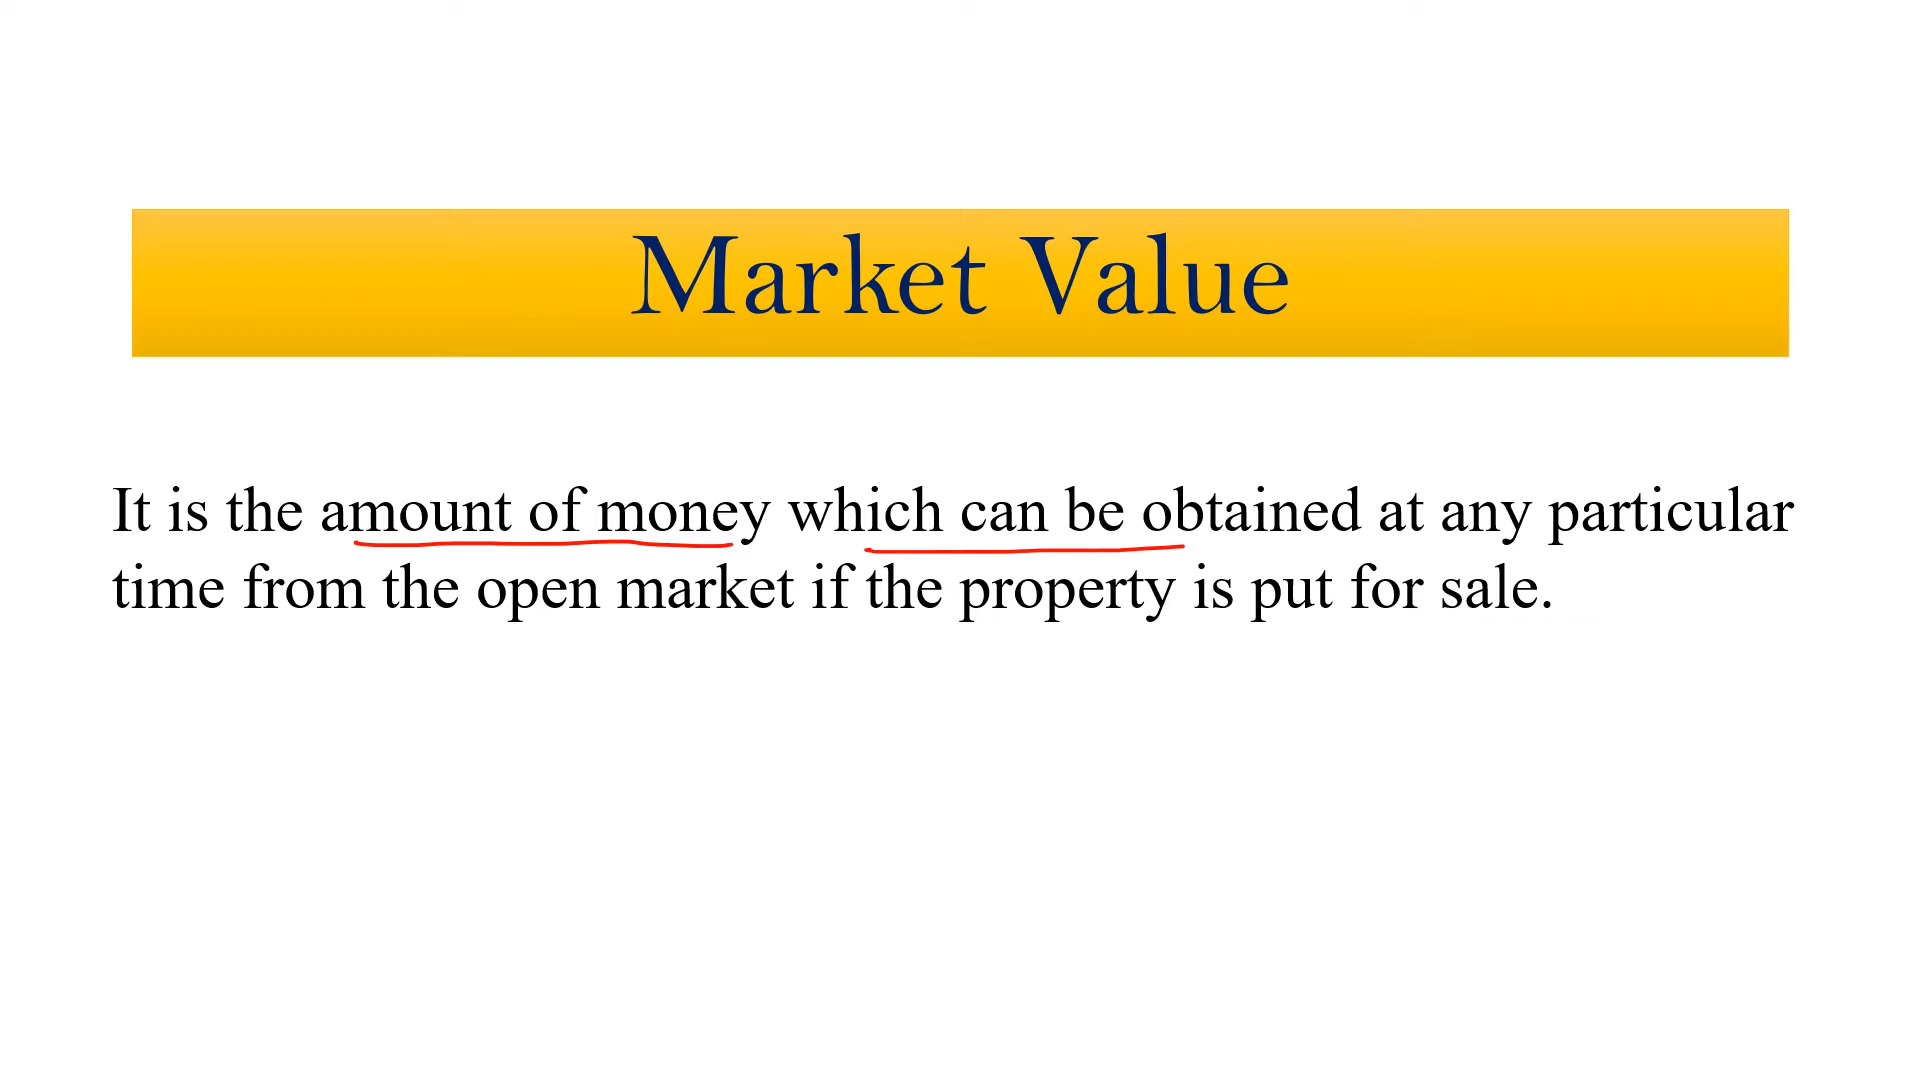 Market Value
It is the amount of money which can be obtained at any particular
time from the open market if the property is put for sale.